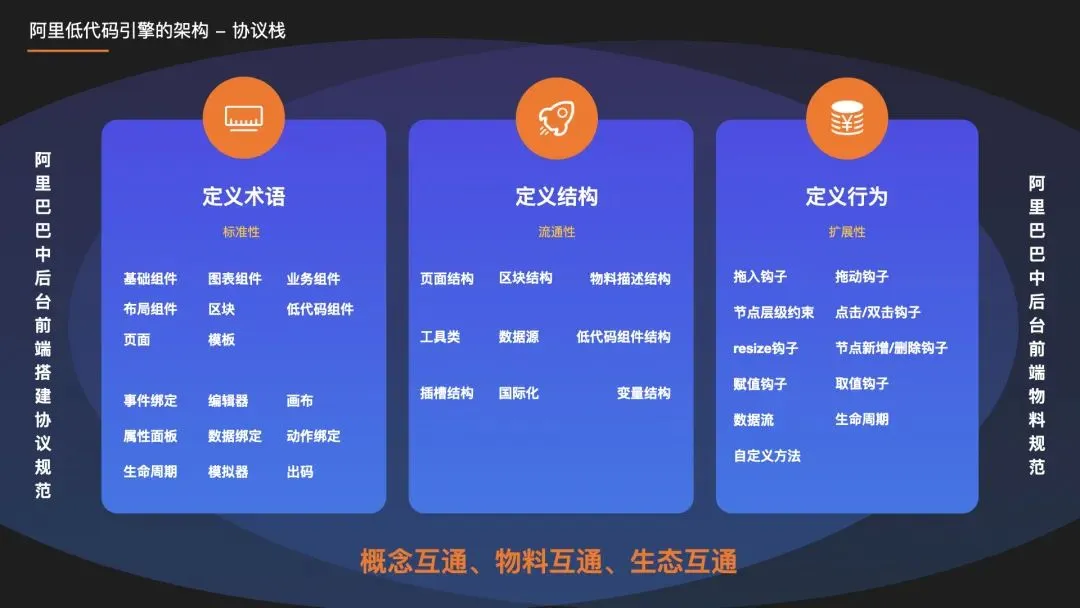 阿里低代码引擎的架构 – 协议栈
阿里巴巴中后台前端搭建协议规范
定义术语
标准性
基础组件 图表组件 业务组件
布局组件 区块 低代码组件
页面 模板
事件绑定 编辑器 画布
属性面板 数据绑定 动作绑定
生命周期 模拟器 出码
定义结构
流通性
页面结构 区块结构 物料描述结构
工具类 数据源 低代码组件结构
插槽结构 国际化 变量结构
定义行为
扩展性
拖入钩子 拖动钩子
节点层级约束 点击/双击钩子
resize钩子 节点新增/删除钩子
赋值钩子 取值钩子
数据流 生命周期
自定义方法
阿里巴巴中后台前端物料规范
概念互通、物料互通、生态互通